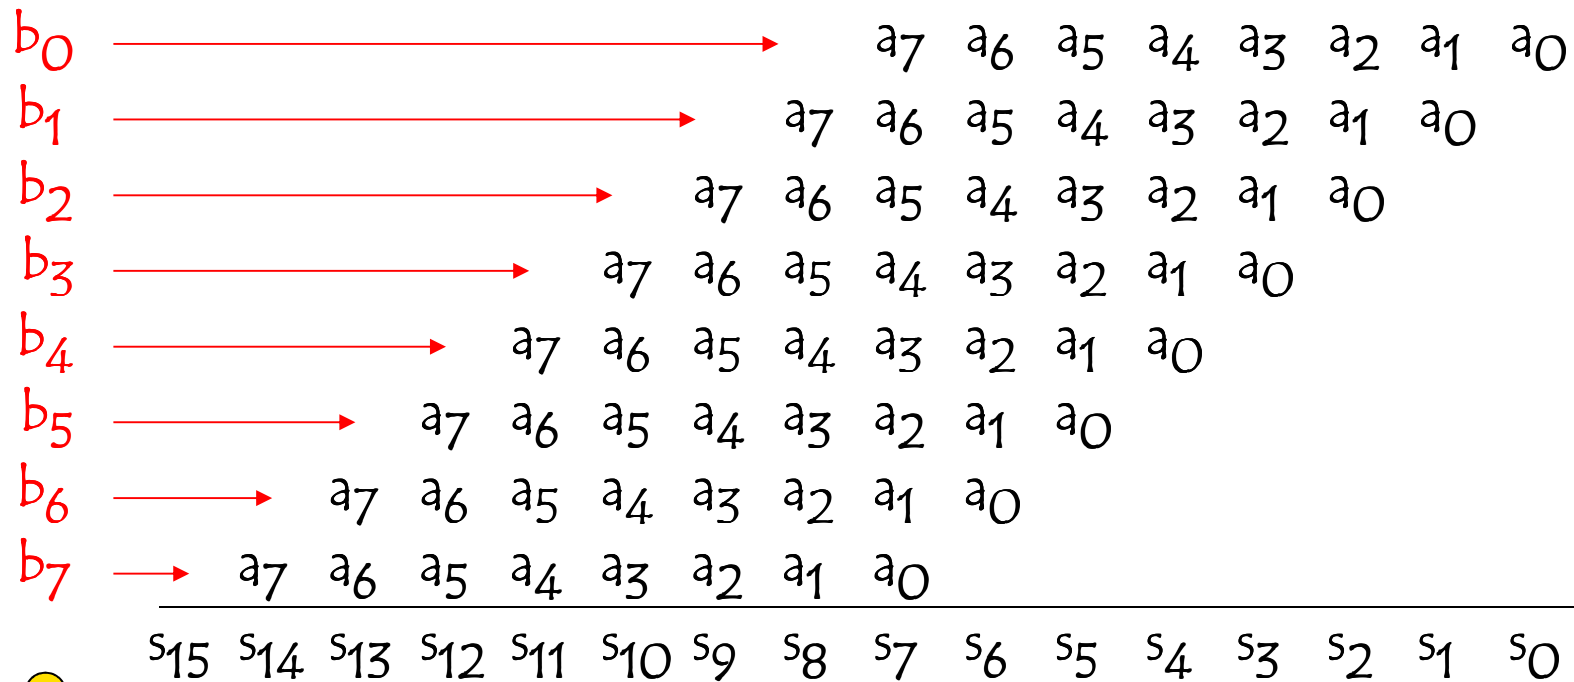 b0 a7 a6 a5 a4 a3 a2 a1 a0
b1 a7 a6 a5 a4 a3 a2 a1 a0
b2 a7 a6 a5 a4 a3 a2 a1 a0
b3 a7 a6 a5 a4 a3 a2 a1 a0
b4 a7 a6 a5 a4 a3 a2 a1 a0
b5 a7 a6 a5 a4 a3 a2 a1 a0
b6 a7 a6 a5 a4 a3 a2 a1 a0
b7 a7 a6 a5 a4 a3 a2 a1 a0
s15 s14 s13 s12 s11 s10 s9 s8 s7 s6 s5 s4 s3 s2 s1 s0